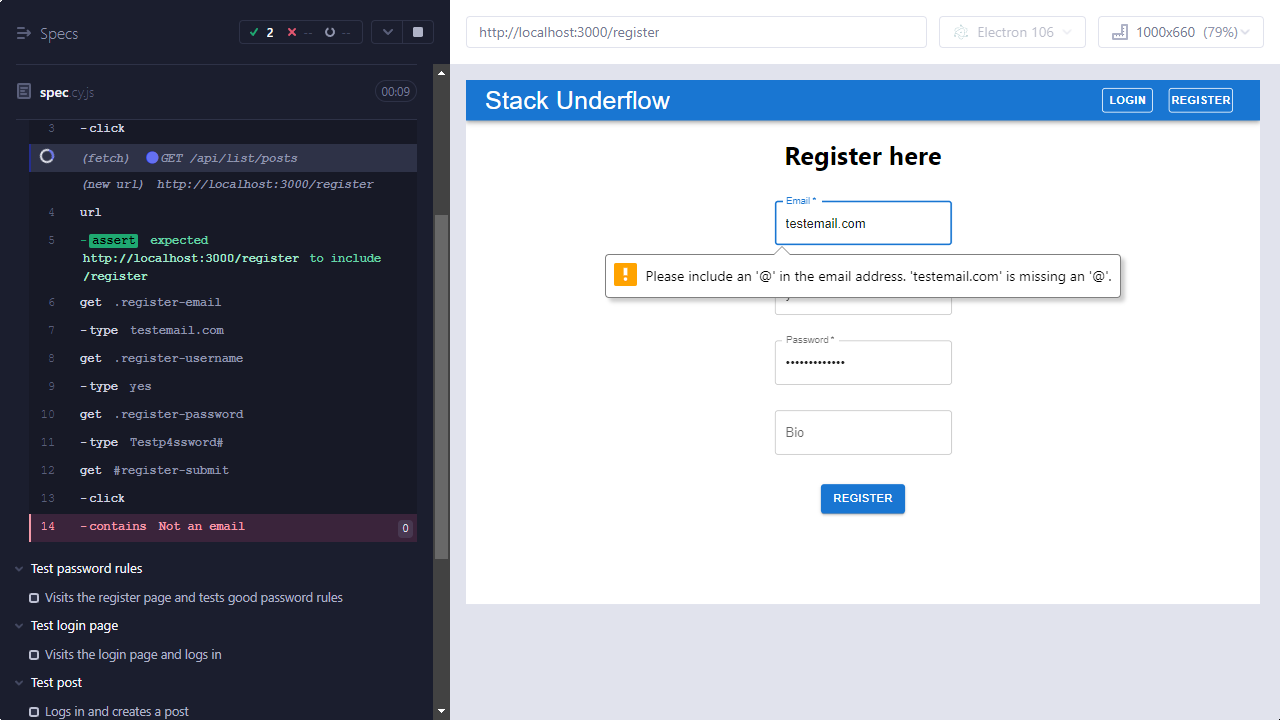 Specs
2
--
--
spec.cy.js
00:09
3 -click
(fetch) GET /api/list/posts
(new url) http://localhost:3000/register
4 url
5 -assert expected
http://localhost:3000/register to include
/register
6 get .register-email
7 -type testemail.com
8 get .register-username
9 -type yes
10 get .register-password
11 -type Testp4ssword#
12 get #register-submit
13 -click
14 -contains Not an email 0
Test password rules
Visits the register page and tests good password rules
Test login page
Visits the login page and logs in
Test post
Logs in and creates a post
http://localhost:3000/register
Electron 106
1000x660 (79%)
Stack Underflow
LOGIN
REGISTER
Register here
Email *
testemail.com
! Please include an '@' in the email address. 'testemail.com' is missing an '@'.
Password *
•••••••••••••
Bio
REGISTER